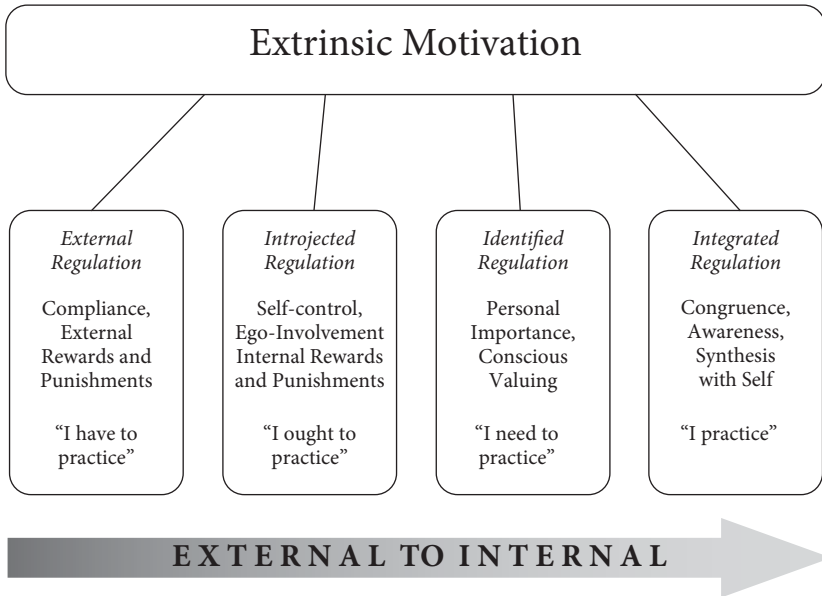 Extrinsic Motivation
External
Regulation
Compliance,
External
Rewards and
Punishments
“I have to
practice”
Introjected
Regulation
Self-control,
Ego-Involvement
Internal Rewards
and Punishments
“I ought to
practice”
Identified
Regulation
Personal
Importance,
Conscious
Valuing
“I need to
practice”
Integrated
Regulation
Congruence,
Awareness,
Synthesis
with Self
“I practice”
EXTERNAL TO INTERNAL